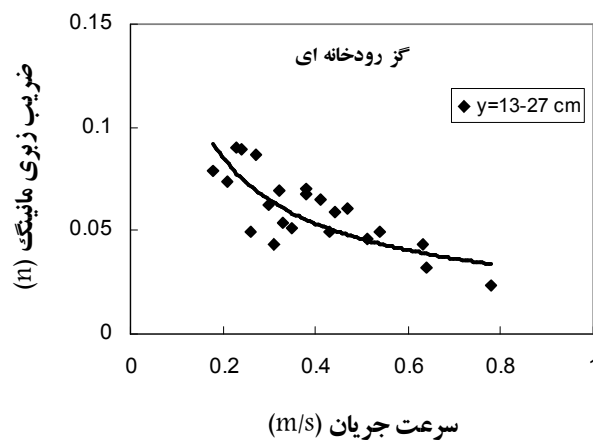 گز رودخانه ای
y=13-27 cm
0.15
0.1
0.05
0
0 0.2 0.4 0.6 0.8 1
ضریب زبری مانینگ (n)
سرعت جریان (m/s)